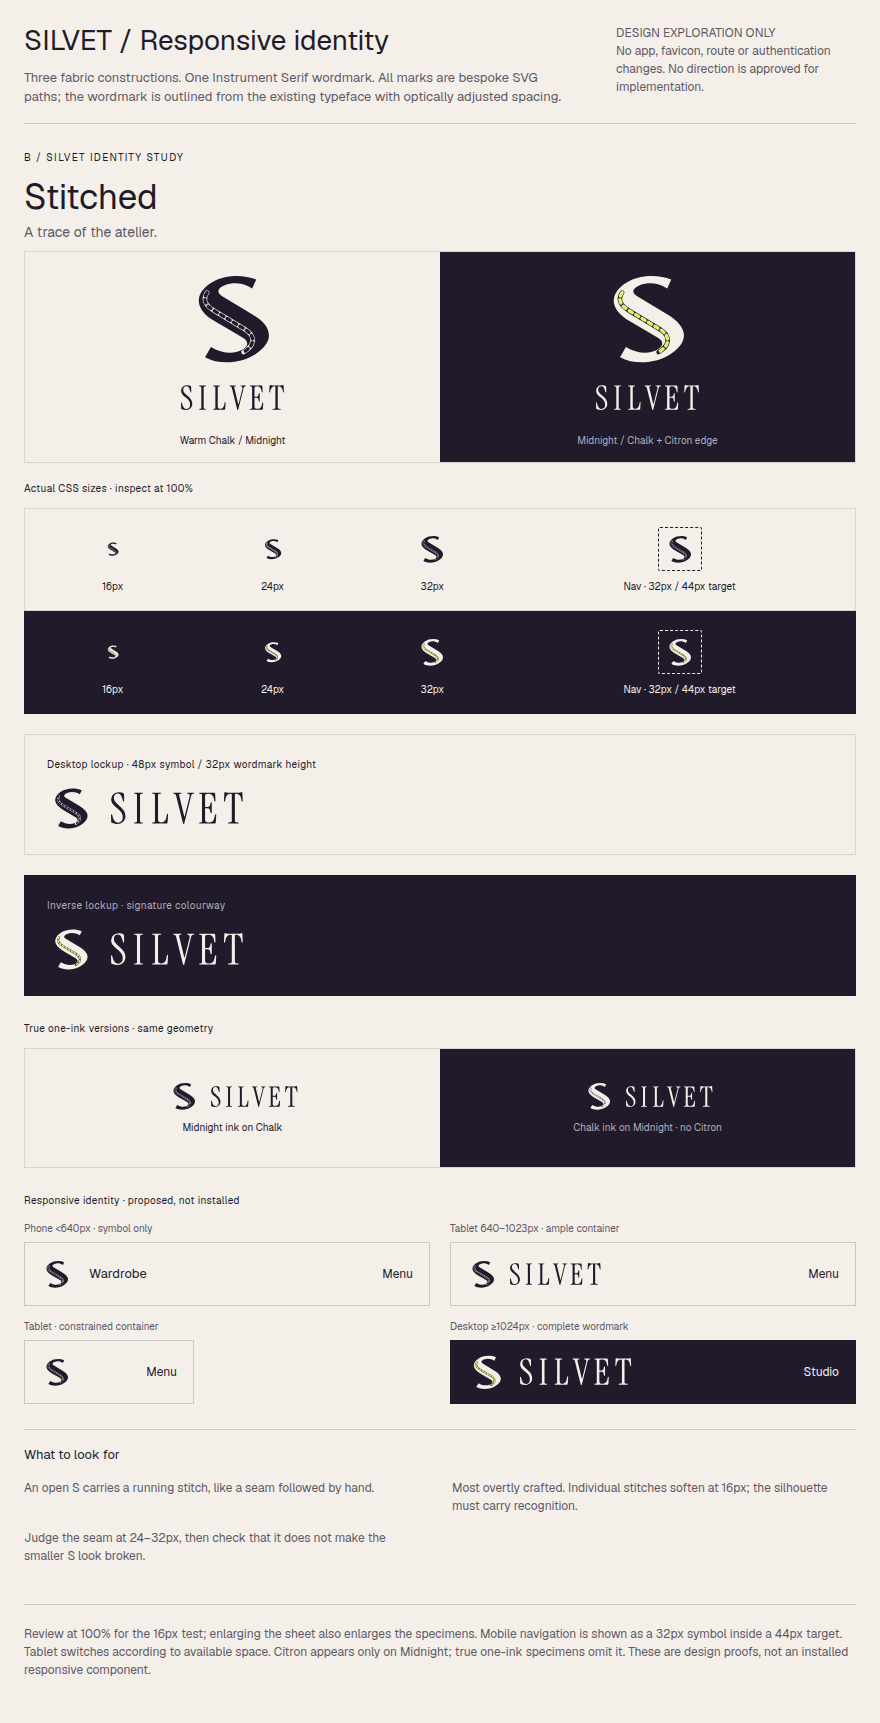 SILVET / Responsive identity
Three fabric constructions. One Instrument Serif wordmark. All marks are bespoke SVG
paths; the wordmark is outlined from the existing typeface with optically adjusted spacing.
DESIGN EXPLORATION ONLY
No app, favicon, route or authentication
changes. No direction is approved for
implementation.
B / SILVET IDENTITY STUDY
Stitched
A trace of the atelier.
S
SILVET
Warm Chalk / Midnight
S
SILVET
Midnight / Chalk + Citron edge
Actual CSS sizes · inspect at 100%
S S S S
16px 24px 32px Nav · 32px / 44px target
S S S S
16px 24px 32px Nav · 32px / 44px target
Desktop lockup · 48px symbol / 32px wordmark height
S SILVET
Inverse lockup · signature colourway
S SILVET
True one-ink versions · same geometry
S SILVET
Midnight ink on Chalk
S SILVET
Chalk ink on Midnight · no Citron
Responsive identity · proposed, not installed
Phone <640px · symbol only
S Wardrobe Menu
Tablet 640–1023px · ample container
S SILVET Menu
Tablet · constrained container
S Menu
Desktop ≥1024px · complete wordmark
S SILVET Studio
What to look for
An open S carries a running stitch, like a seam followed by hand.
Most overtly crafted. Individual stitches soften at 16px; the silhouette
must carry recognition.
Judge the seam at 24–32px, then check that it does not make the
smaller S look broken.
Review at 100% for the 16px test; enlarging the sheet also enlarges the specimens. Mobile navigation is shown as a 32px symbol inside a 44px target.
Tablet switches according to available space. Citron appears only on Midnight; true one-ink specimens omit it. These are design proofs, not an installed
responsive component.